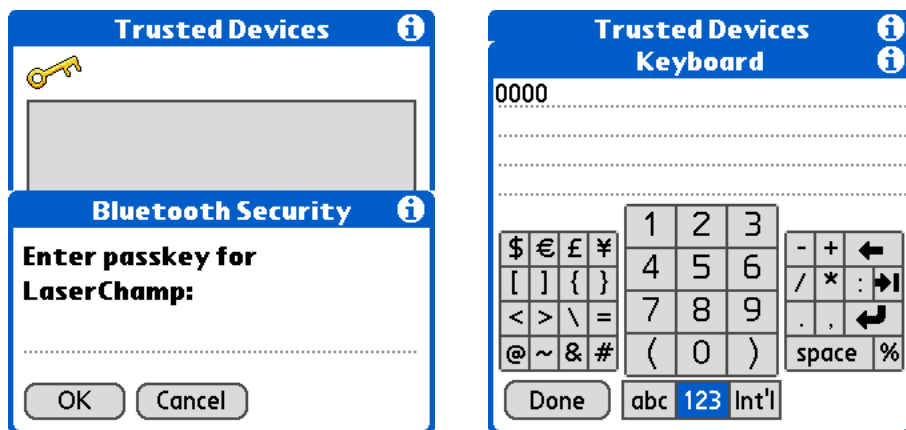 Trusted Devices
Bluetooth Security
Enter passkey for
LaserChamp:
OK Cancel
Trusted Devices
Keyboard
0000
1 2 3
$ € £ ¥ - +
4 5 6
[ ] { } / * :
7 8 9
< > \ = . ,
( 0 )
@ ~ & # space %
Done abc 123 Int'l